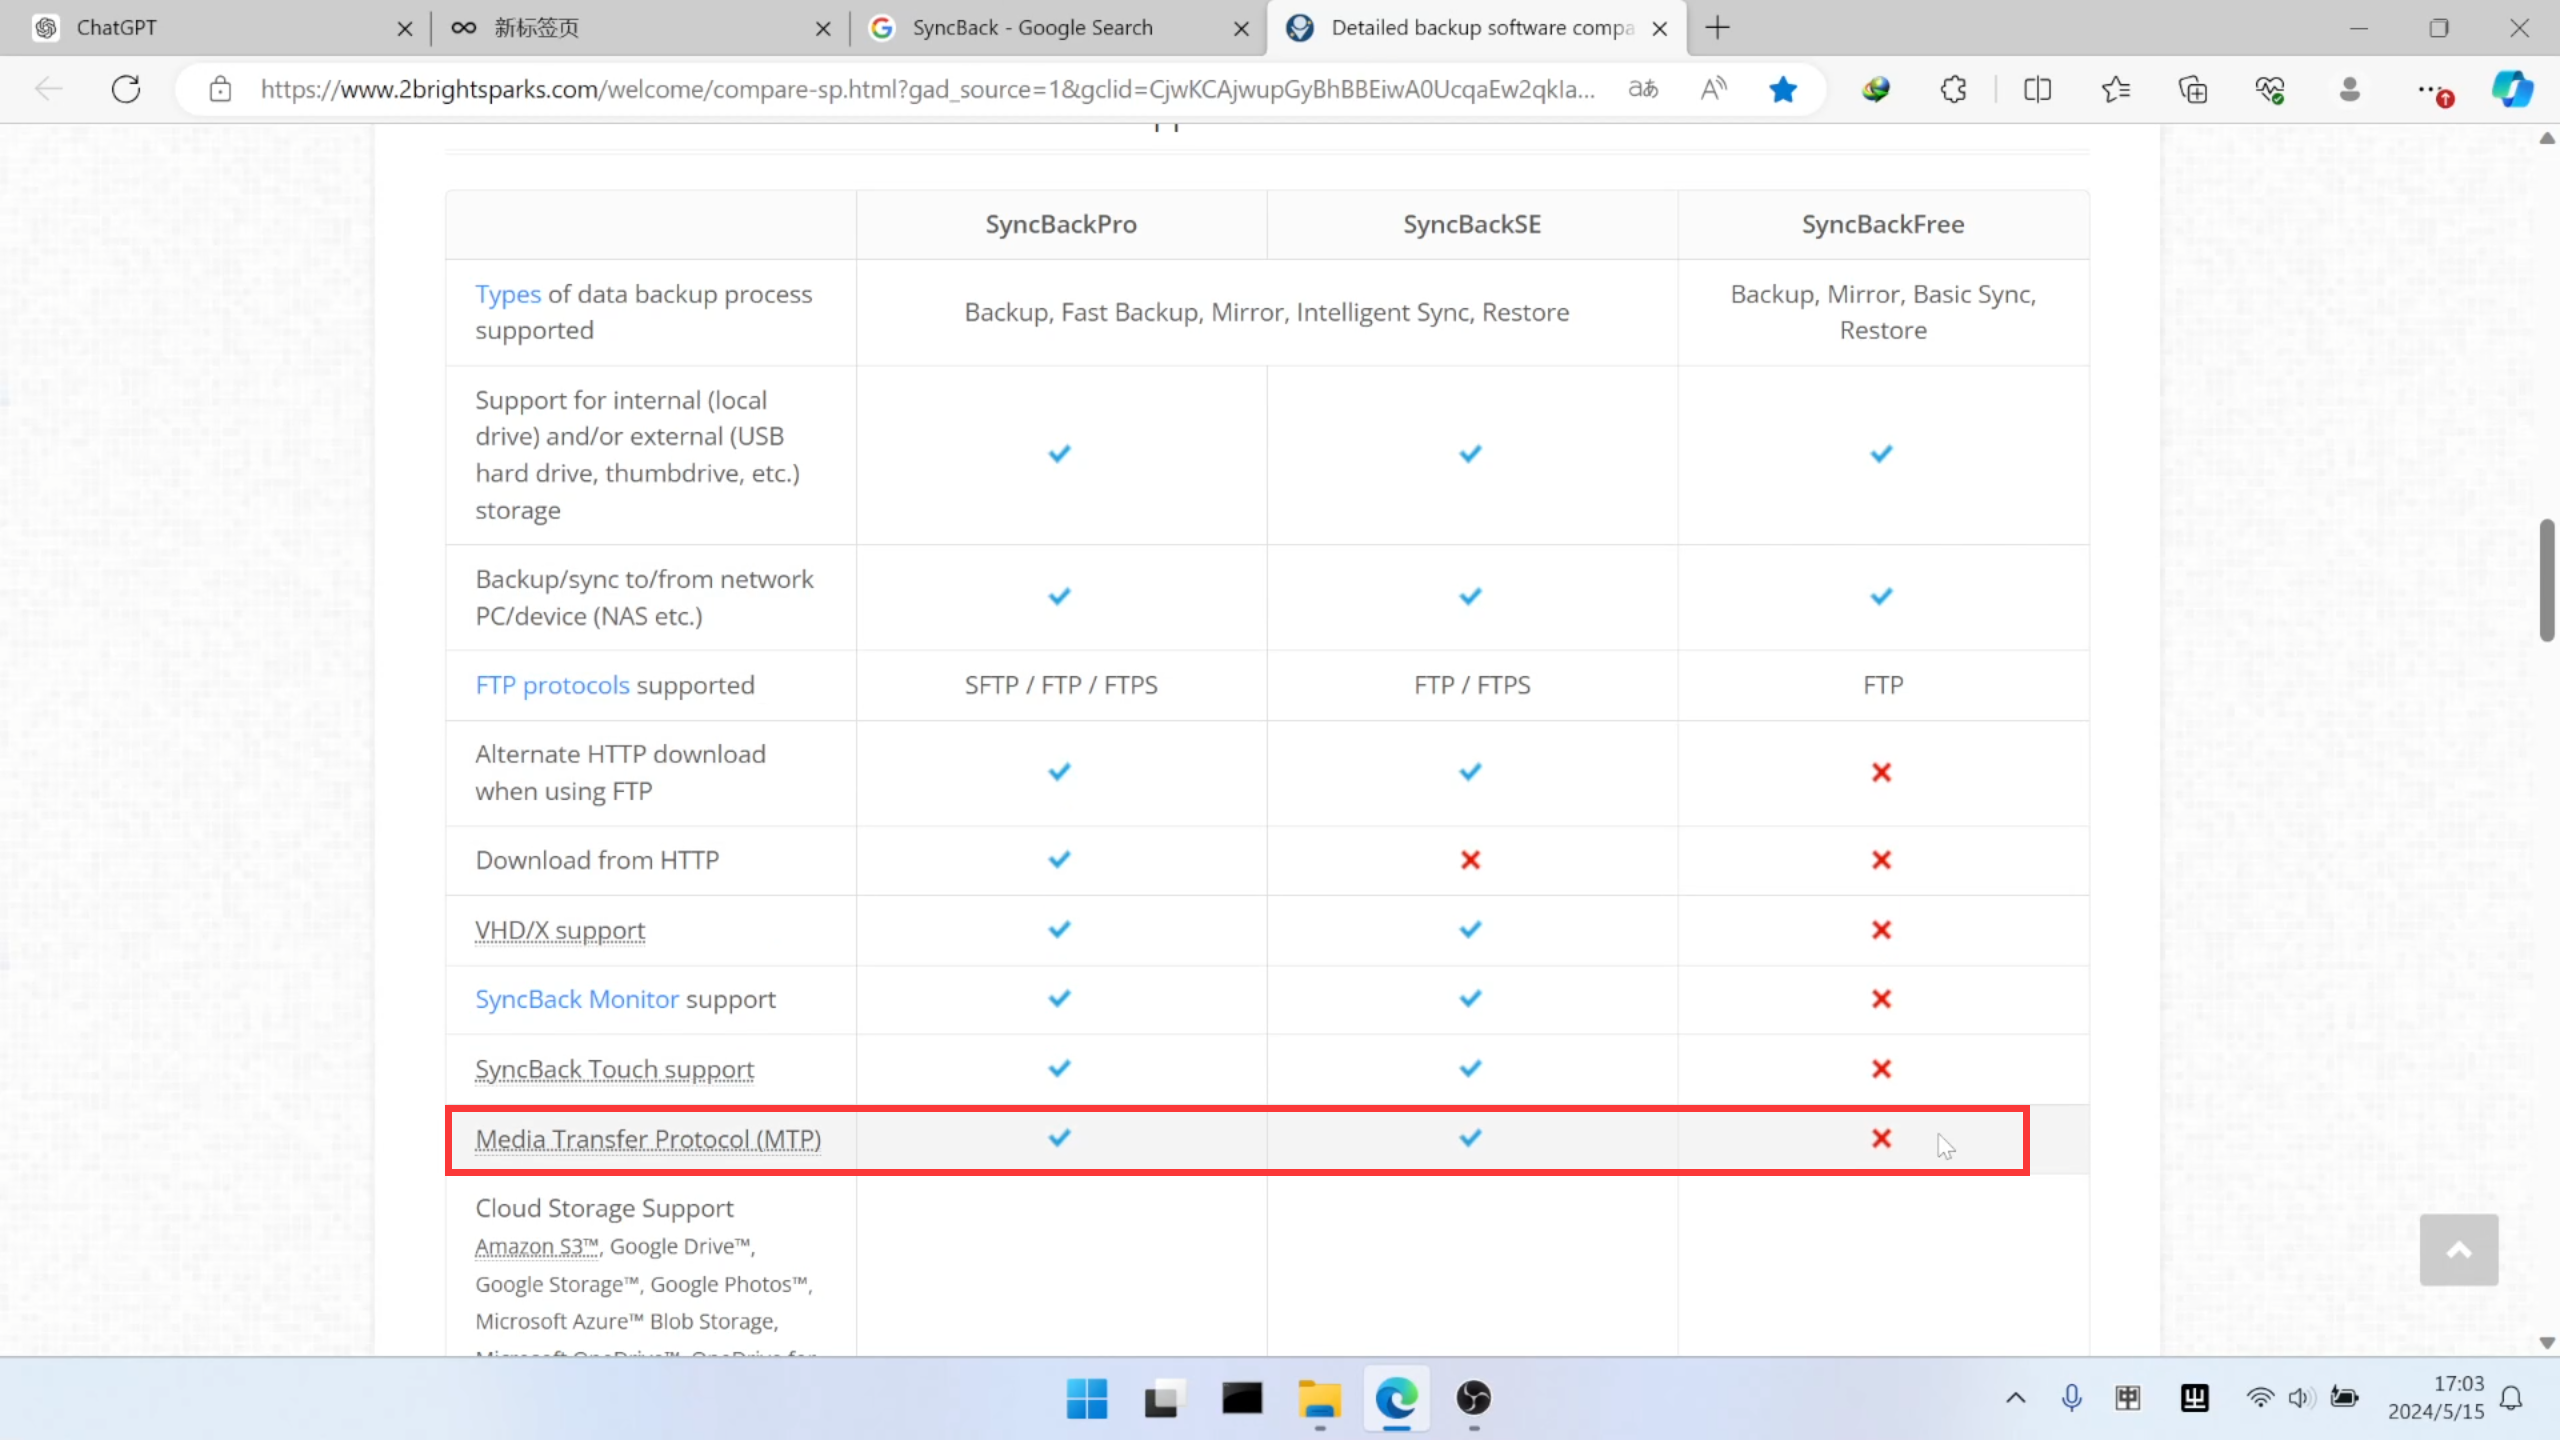 ChatGPT
新标签页
SyncBack - Google Search
Detailed backup software compa
https://www.2brightsparks.com/welcome/compare-sp.html?gad_source=1&gclid=CjwKCAjwupGyBhBBEiwA0UcqaEw2qkIa...
SyncBackPro SyncBackSE SyncBackFree
Types of data backup process
supported
Backup, Fast Backup, Mirror, Intelligent Sync, Restore
Backup, Mirror, Basic Sync,
Restore
Support for internal (local
drive) and/or external (USB
hard drive, thumbdrive, etc.)
storage
Backup/sync to/from network
PC/device (NAS etc.)
FTP protocols supported SFTP / FTP / FTPS FTP / FTPS FTP
Alternate HTTP download
when using FTP
Download from HTTP
VHD/X support
SyncBack Monitor support
SyncBack Touch support
Media Transfer Protocol (MTP)
Cloud Storage Support
Amazon S3™, Google Drive™,
Google Storage™, Google Photos™,
Microsoft Azure™ Blob Storage,
Microsoft OneDrive™, OneDrive for
中
17:03
2024/5/15